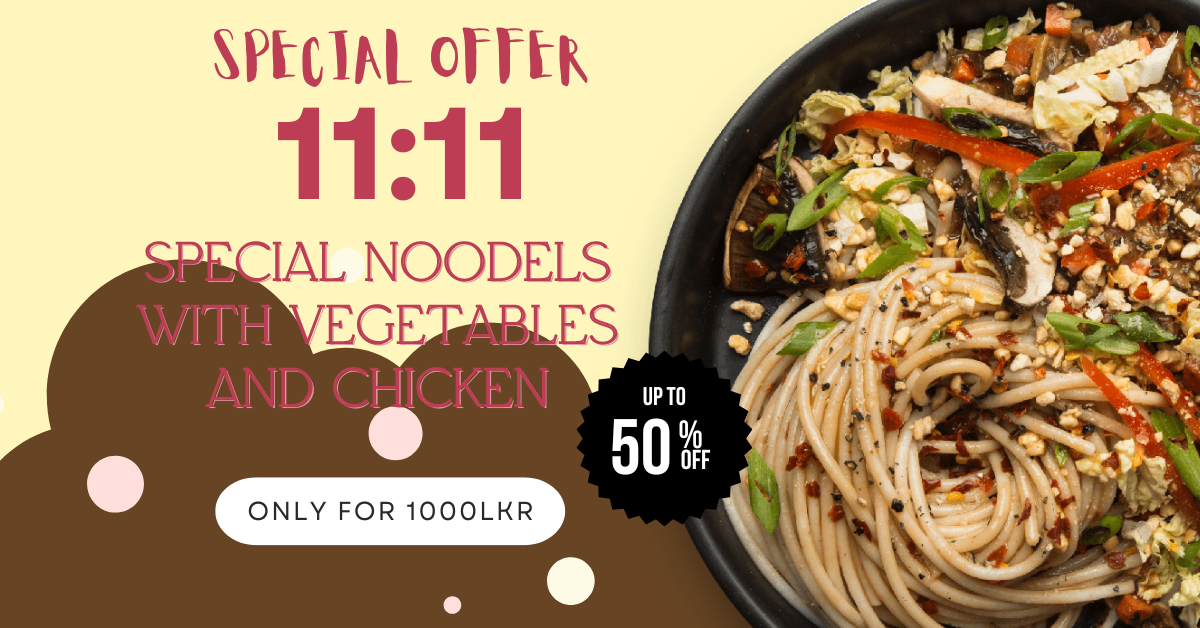 SPECIAL OFFER
11:11
SPECIAL NOODELS
WITH VEGETABLES
AND CHICKEN
UP TO
50%
OFF
ONLY FOR 1000LKR